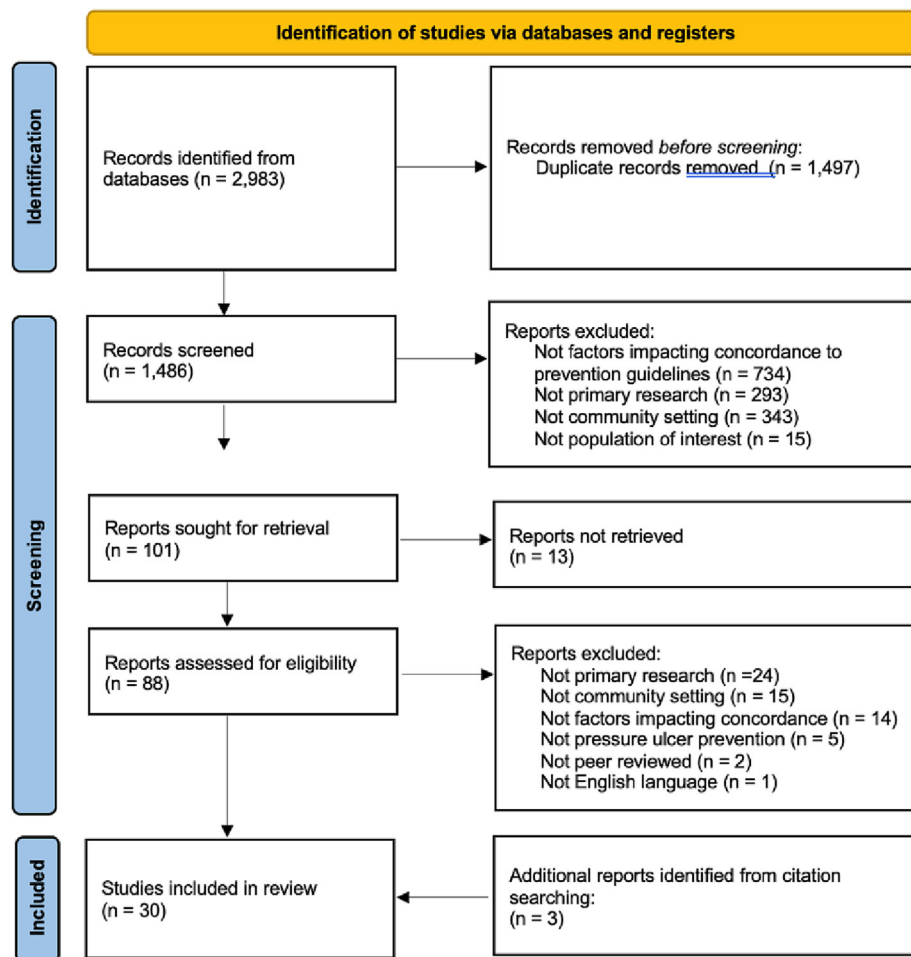 Identification of studies via databases and registers
Identification
Records identified from
databases (n = 2,983)
Records removed before screening:
Duplicate records removed (n = 1,497)
Screening
Records screened
(n = 1,486)
Reports excluded:
Not factors impacting concordance to
prevention guidelines (n = 734)
Not primary research (n = 293)
Not community setting (n = 343)
Not population of interest (n = 15)
Reports sought for retrieval
(n = 101)
Reports not retrieved
(n = 13)
Reports assessed for eligibility
(n = 88)
Reports excluded:
Not primary research (n =24)
Not community setting (n = 15)
Not factors impacting concordance (n = 14)
Not pressure ulcer prevention (n = 5)
Not peer reviewed (n = 2)
Not English language (n = 1)
Included
Studies included in review
(n = 30)
Additional reports identified from citation
searching:
(n = 3)